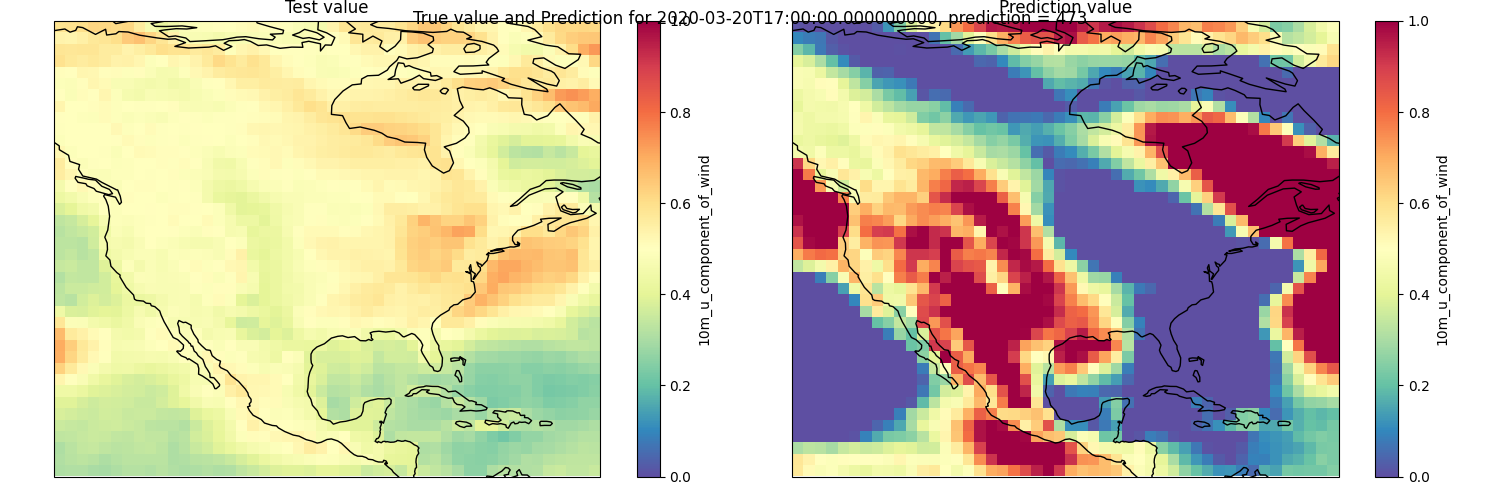 Test value
Prediction value
True value and Prediction for 2020-03-20T17:00:00.000000000, prediction = 473
1.0
0.8
0.6
0.4
0.2
0.0
10m_u_component_of_wind
1.0
0.8
0.6
0.4
0.2
0.0
10m_u_component_of_wind